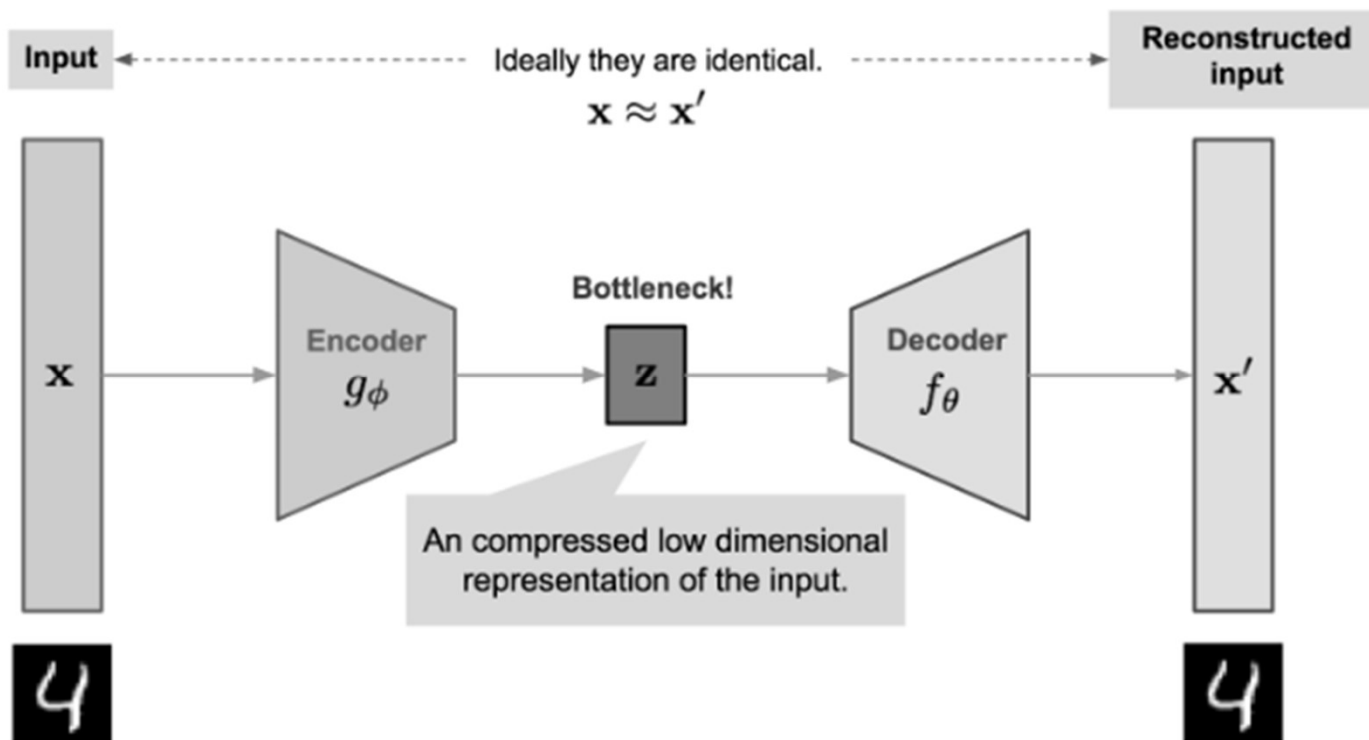 Input
Ideally they are identical.
x ≈ x′
Reconstructed
input
Bottleneck!
x
Encoder
gϕ
z
Decoder
fθ
x′
An compressed low dimensional
representation of the input.
4
4